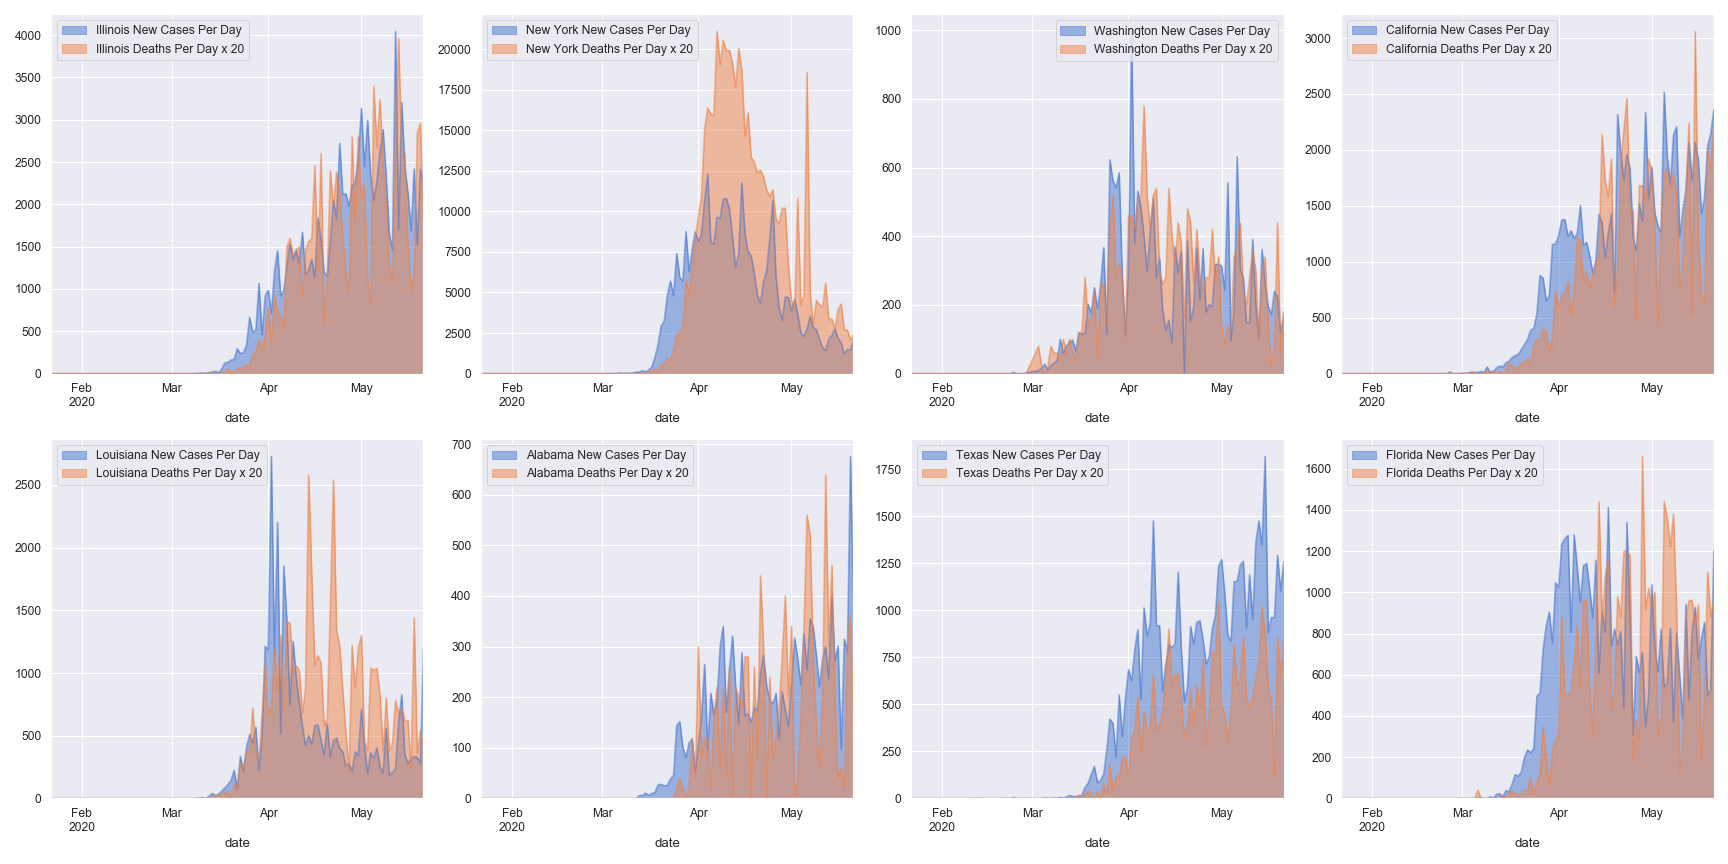 Illinois New Cases Per Day
Illinois Deaths Per Day x 20
4000
3500
3000
2500
2000
1500
1000
500
0
Feb
2020
Mar
Apr
May
date
New York New Cases Per Day
New York Deaths Per Day x 20
20000
17500
15000
12500
10000
7500
5000
2500
0
Feb
2020
Mar
Apr
May
date
Washington New Cases Per Day
Washington Deaths Per Day x 20
1000
800
600
400
200
0
Feb
2020
Mar
Apr
May
date
California New Cases Per Day
California Deaths Per Day x 20
3000
2500
2000
1500
1000
500
0
Feb
2020
Mar
Apr
May
date
Louisiana New Cases Per Day
Louisiana Deaths Per Day x 20
2500
2000
1500
1000
500
0
Feb
2020
Mar
Apr
May
date
Alabama New Cases Per Day
Alabama Deaths Per Day x 20
700
600
500
400
300
200
100
0
Feb
2020
Mar
Apr
May
date
Texas New Cases Per Day
Texas Deaths Per Day x 20
1750
1500
1250
1000
750
500
250
0
Feb
2020
Mar
Apr
May
date
Florida New Cases Per Day
Florida Deaths Per Day x 20
1600
1400
1200
1000
800
600
400
200
0
Feb
2020
Mar
Apr
May
date